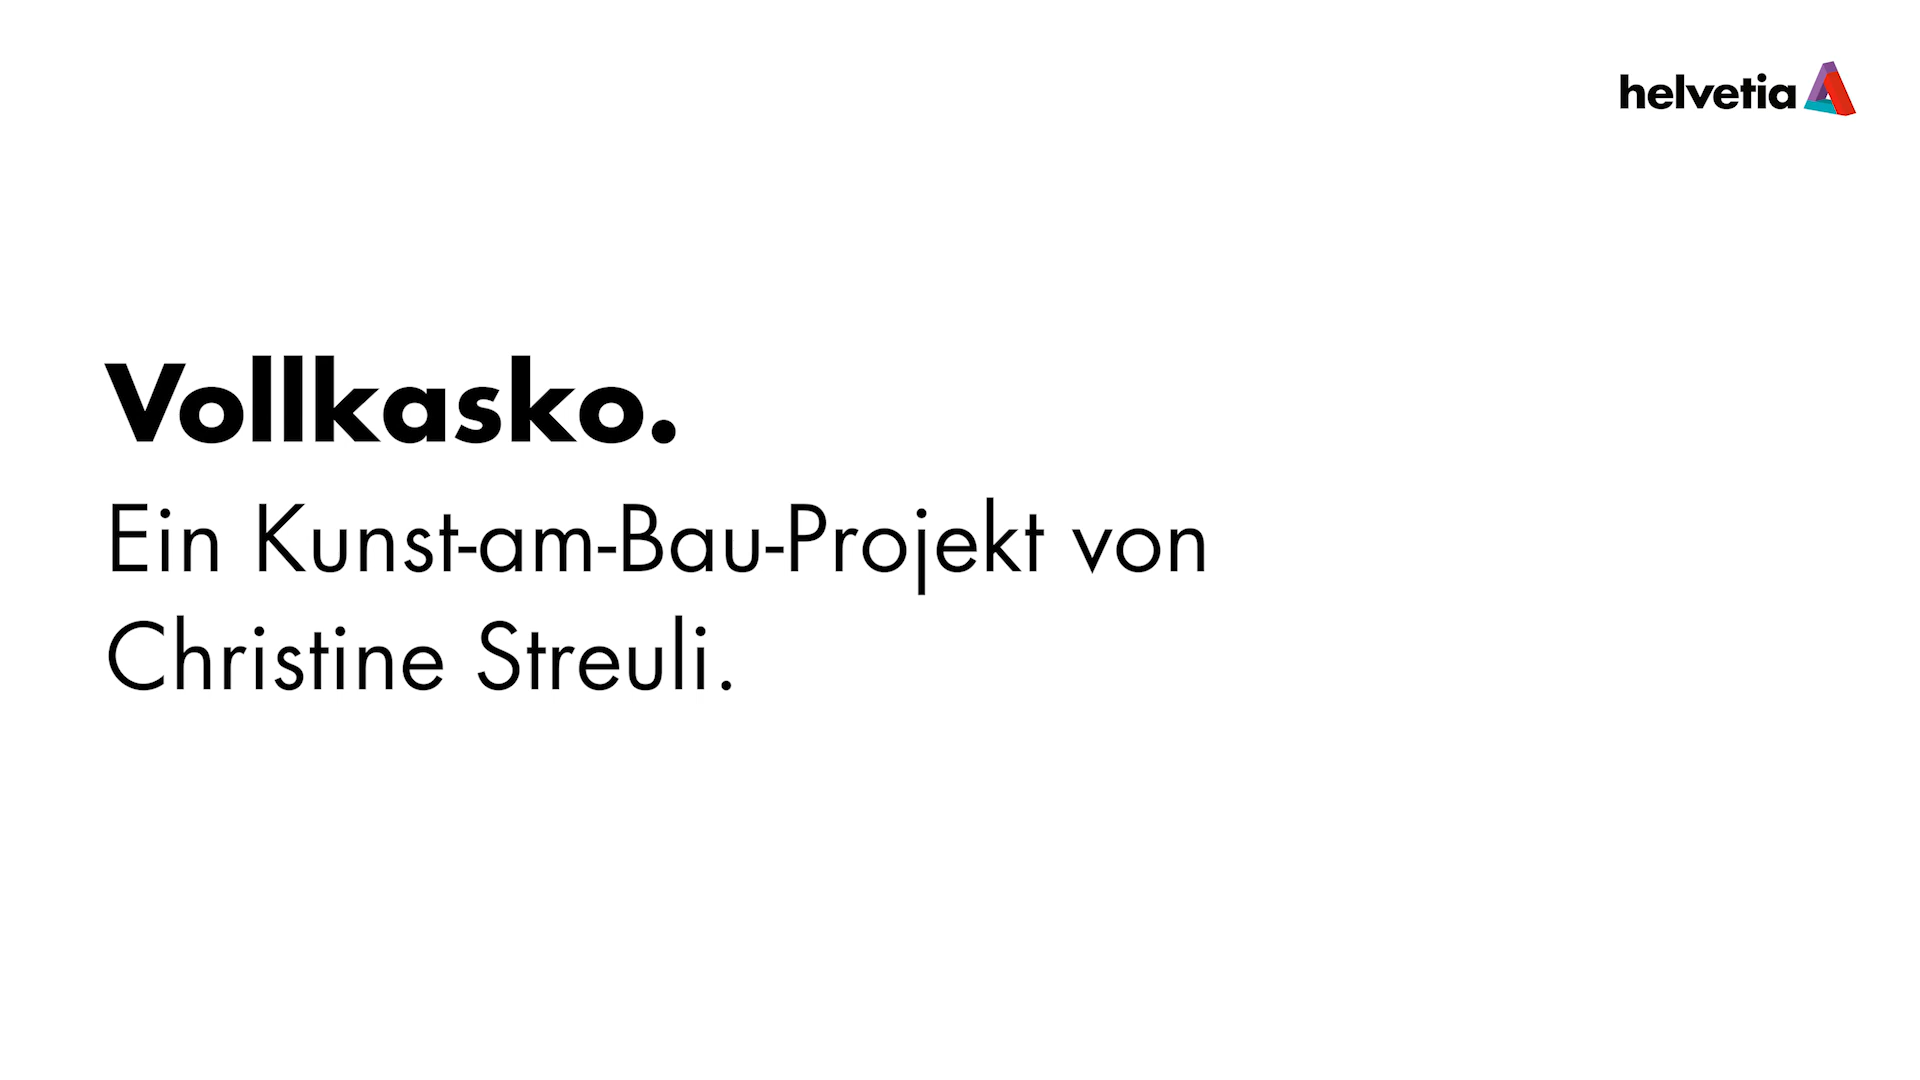 helvetia
Vollkasko.
Ein Kunst-am-Bau-Projekt von
Christine Streuli.